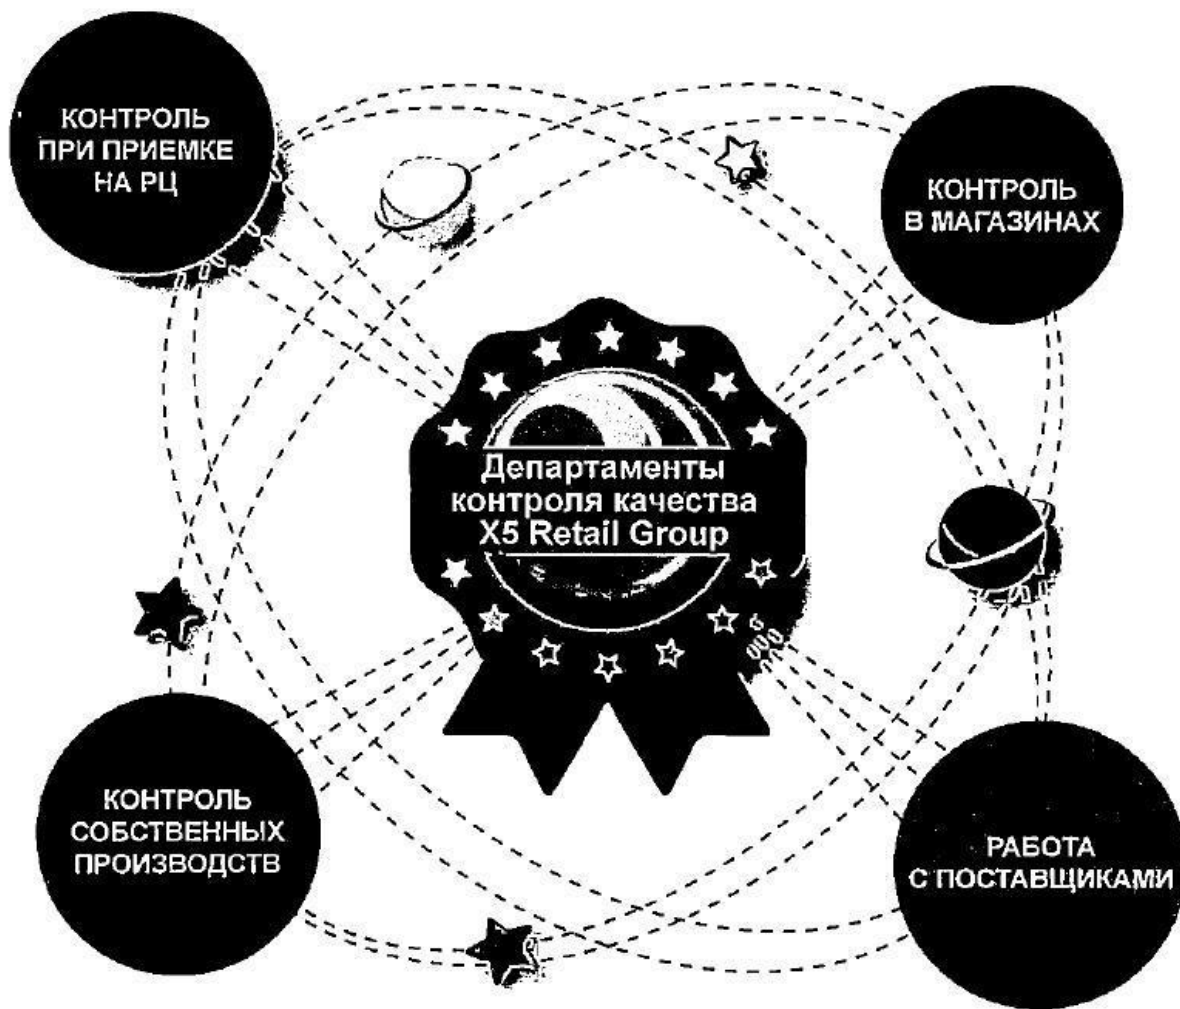 КОНТРОЛЬ
ПРИ ПРИЕМКЕ
НА РЦ
КОНТРОЛЬ
В МАГАЗИНАХ
Департаменты
контроля качества
X5 Retail Group
КОНТРОЛЬ
СОБСТВЕННЫХ
ПРОИЗВОДСТВ
РАБОТА
С ПОСТАВЩИКАМИ